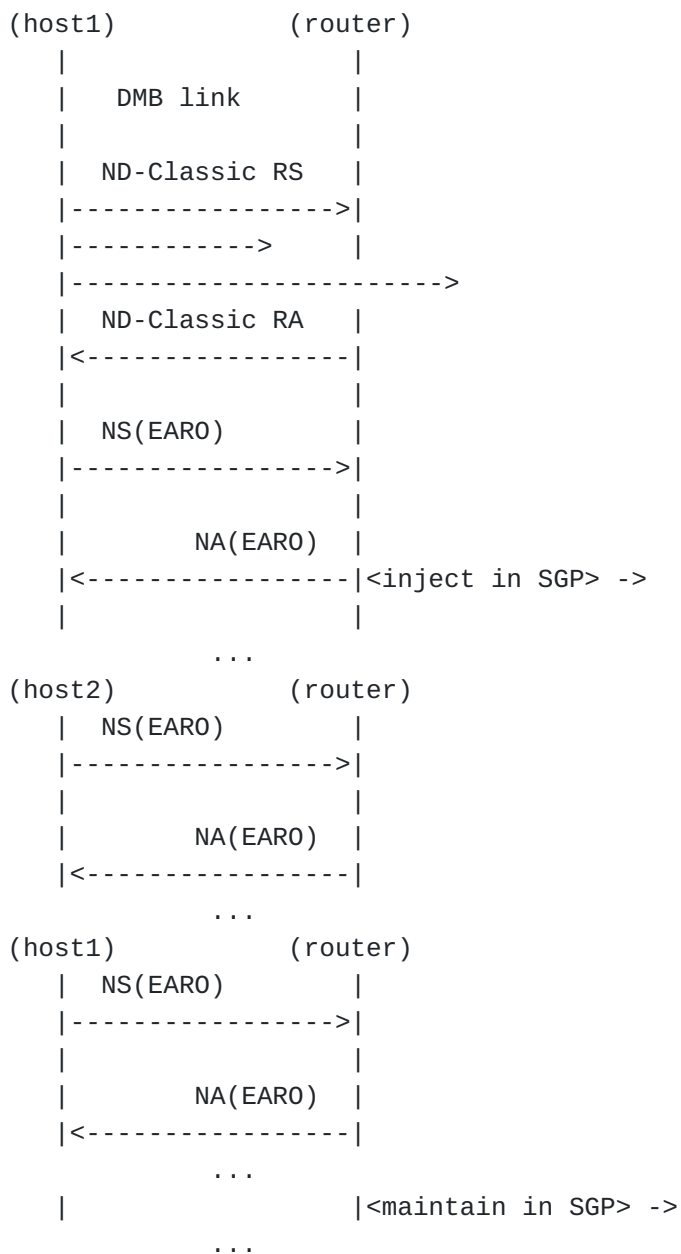 (host1)           (router)
   |                  |
   |   DMB link       |
   |                  |
   |  ND-Classic RS   |
   |----------------->|
   |------------>     |
   |------------------------>
   |  ND-Classic RA   |
   |<-----------------|
   |                  |
   |  NS(EARO)        |
   |----------------->|
   |                  |
   |        NA(EARO)  |
   |<-----------------|<inject in SGP> ->
   |                  |
             ...
(host2)           (router)
   |  NS(EARO)        |
   |----------------->|
   |                  |
   |        NA(EARO)  |
   |<-----------------|
             ...
(host1)           (router)
   |  NS(EARO)        |
   |----------------->|
   |                  |
   |        NA(EARO)  |
   |<-----------------|
             ...
   |                  |<maintain in SGP> ->
             ...